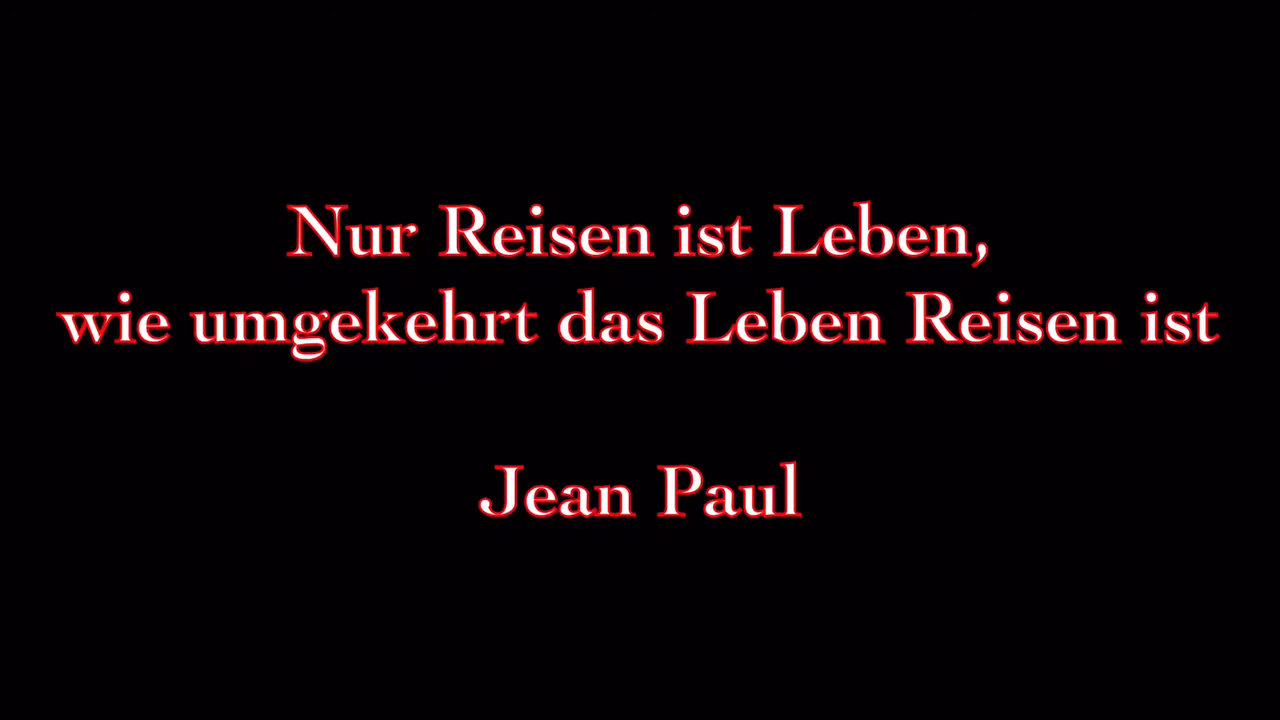 Nur Reisen ist Leben,
wie umgekehrt das Leben Reisen ist
Jean Paul